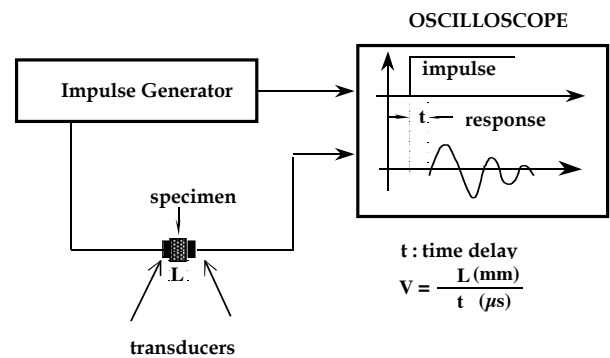 OSCILLOSCOPE
Impulse Generator
impulse
t
response
specimen
L
transducers
t : time delay
V = L (mm)
t (µs)